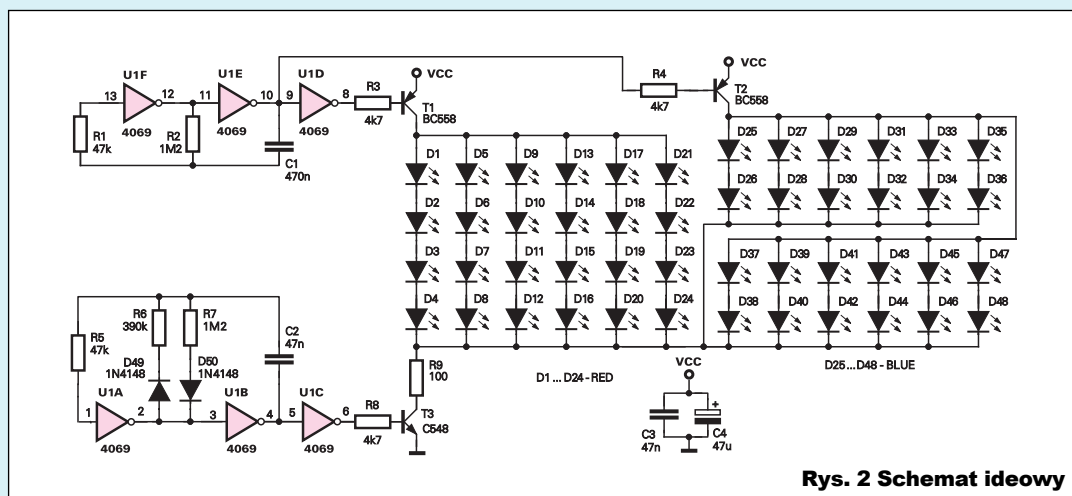 U1F
U1E
U1D
R3
VCC
R4
VCC
13
12
11
10
9
8
4k7
T1
BC558
4k7
T2
BC558
4069
4069
4069
R1
47k
R2
1M2
C1
470n
D1 D5 D9 D13 D17 D21
D2 D6 D10 D14 D18 D22
D3 D7 D11 D15 D19 D23
D4 D8 D12 D16 D20 D24
D25 D27 D29 D31 D33 D35
D26 D28 D30 D32 D34 D36
D37 D39 D41 D43 D45 D47
D38 D40 D42 D44 D46 D48
R5
47k
R6
390k
R7
1M2
C2
47n
D49
1N4148
D50
1N4148
U1A
U1B
U1C
1
2
3
4
5
6
4069
4069
4069
R8
4k7
R9
100
T3
C548
D1 ... D24 - RED
D25...D48 - BLUE
VCC
C3
47n
+
C4
47u
Rys. 2 Schemat ideowy